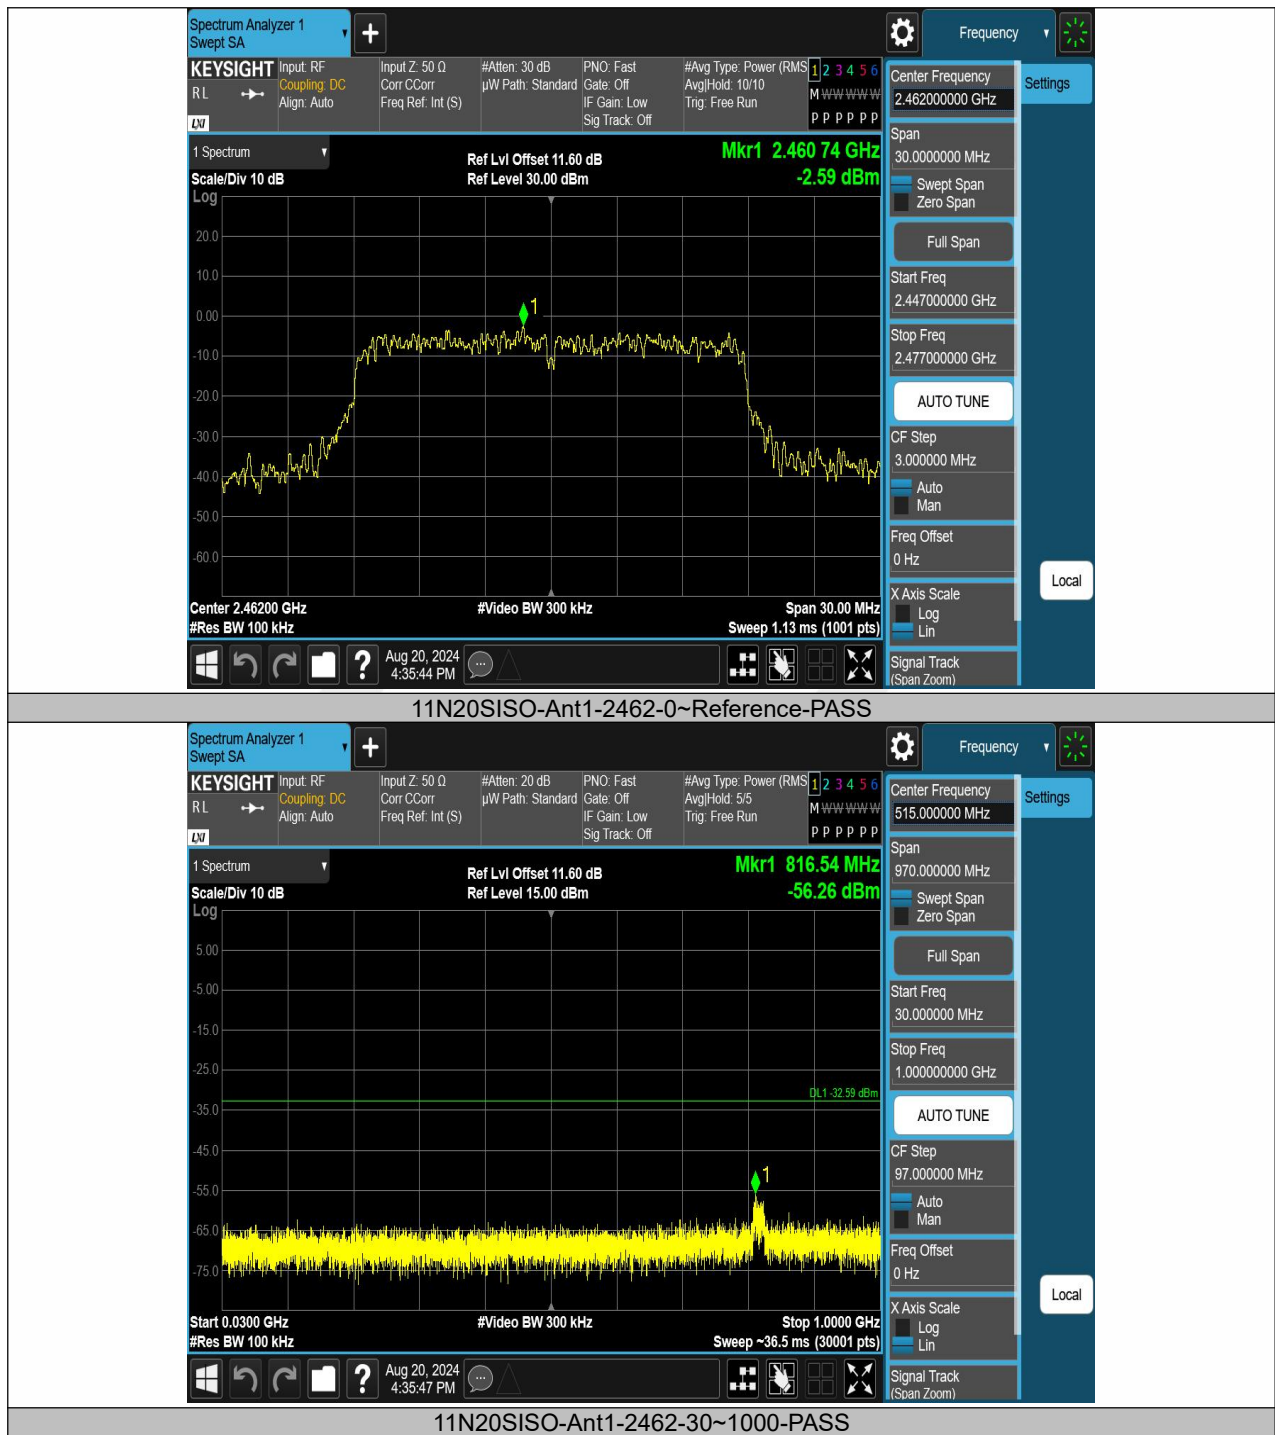 Spectrum Analyzer 1
Swept SA
+
Frequency
KEYSIGHT
RL
LXI
Input: RF
Coupling: DC
Align: Auto
Input Z: 50 Ω
Corr CCorr
Freq Ref: Int (S)
#Atten: 30 dB
µW Path: Standard
PNO: Fast
Gate: Off
IF Gain: Low
Sig Track: Off
#Avg Type: Power (RMS
Avg|Hold: 10/10
Trig: Free Run
1 2 3 4 5 6
M W W W W W
P P P P P P
1 Spectrum
Scale/Div 10 dB
Ref Lvl Offset 11.60 dB
Ref Level 30.00 dBm
Mkr1 2.460 74 GHz
-2.59 dBm
Log
20.0
10.0
0.00
-10.0
-20.0
-30.0
-40.0
-50.0
-60.0
1
Center 2.46200 GHz
#Res BW 100 kHz
#Video BW 300 kHz
Span 30.00 MHz
Sweep 1.13 ms (1001 pts)
?
Aug 20, 2024
4:35:44 PM
Center Frequency
2.462000000 GHz
Settings
Span
30.0000000 MHz
Swept Span
Zero Span
Full Span
Start Freq
2.447000000 GHz
Stop Freq
2.477000000 GHz
AUTO TUNE
CF Step
3.000000 MHz
Auto
Man
Freq Offset
0 Hz
X Axis Scale
Log
Lin
Signal Track
(Span Zoom)
Local
11N20SISO-Ant1-2462-0~Reference-PASS
Spectrum Analyzer 1
Swept SA
+
Frequency
KEYSIGHT
RL
LXI
Input: RF
Coupling: DC
Align: Auto
Input Z: 50 Ω
Corr CCorr
Freq Ref: Int (S)
#Atten: 20 dB
µW Path: Standard
PNO: Fast
Gate: Off
IF Gain: Low
Sig Track: Off
#Avg Type: Power (RMS
Avg|Hold: 5/5
Trig: Free Run
1 2 3 4 5 6
M W W W W W
P P P P P P
1 Spectrum
Scale/Div 10 dB
Ref Lvl Offset 11.60 dB
Ref Level 15.00 dBm
Mkr1 816.54 MHz
-56.26 dBm
Log
5.00
-5.00
-15.0
-25.0
-35.0
-45.0
-55.0
-65.0
-75.0
DL1 -32.59 dBm
1
Start 0.0300 GHz
#Res BW 100 kHz
#Video BW 300 kHz
Stop 1.0000 GHz
Sweep ~36.5 ms (30001 pts)
?
Aug 20, 2024
4:35:47 PM
Center Frequency
515.000000 MHz
Settings
Span
970.000000 MHz
Swept Span
Zero Span
Full Span
Start Freq
30.000000 MHz
Stop Freq
1.000000000 GHz
AUTO TUNE
CF Step
97.000000 MHz
Auto
Man
Freq Offset
0 Hz
X Axis Scale
Log
Lin
Signal Track
(Span Zoom)
Local
11N20SISO-Ant1-2462-30~1000-PASS